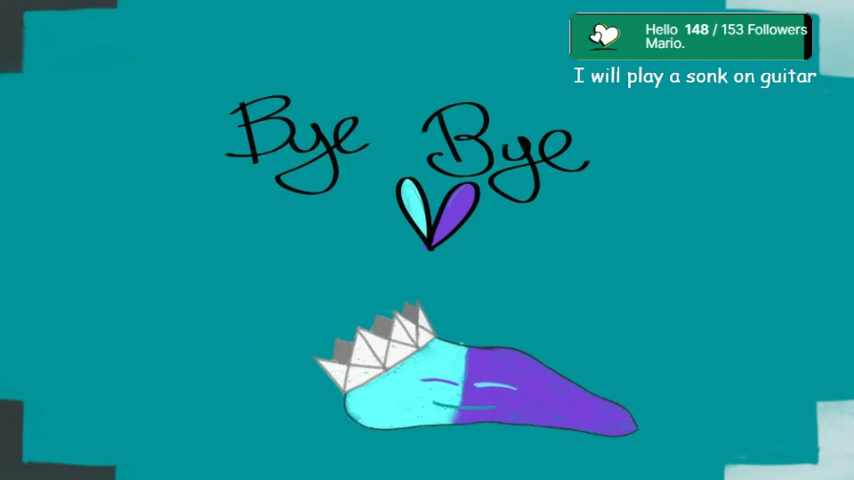 Hello 148 / 153 Followers
Mario.
I will play a sonk on guitar
Bye Bye